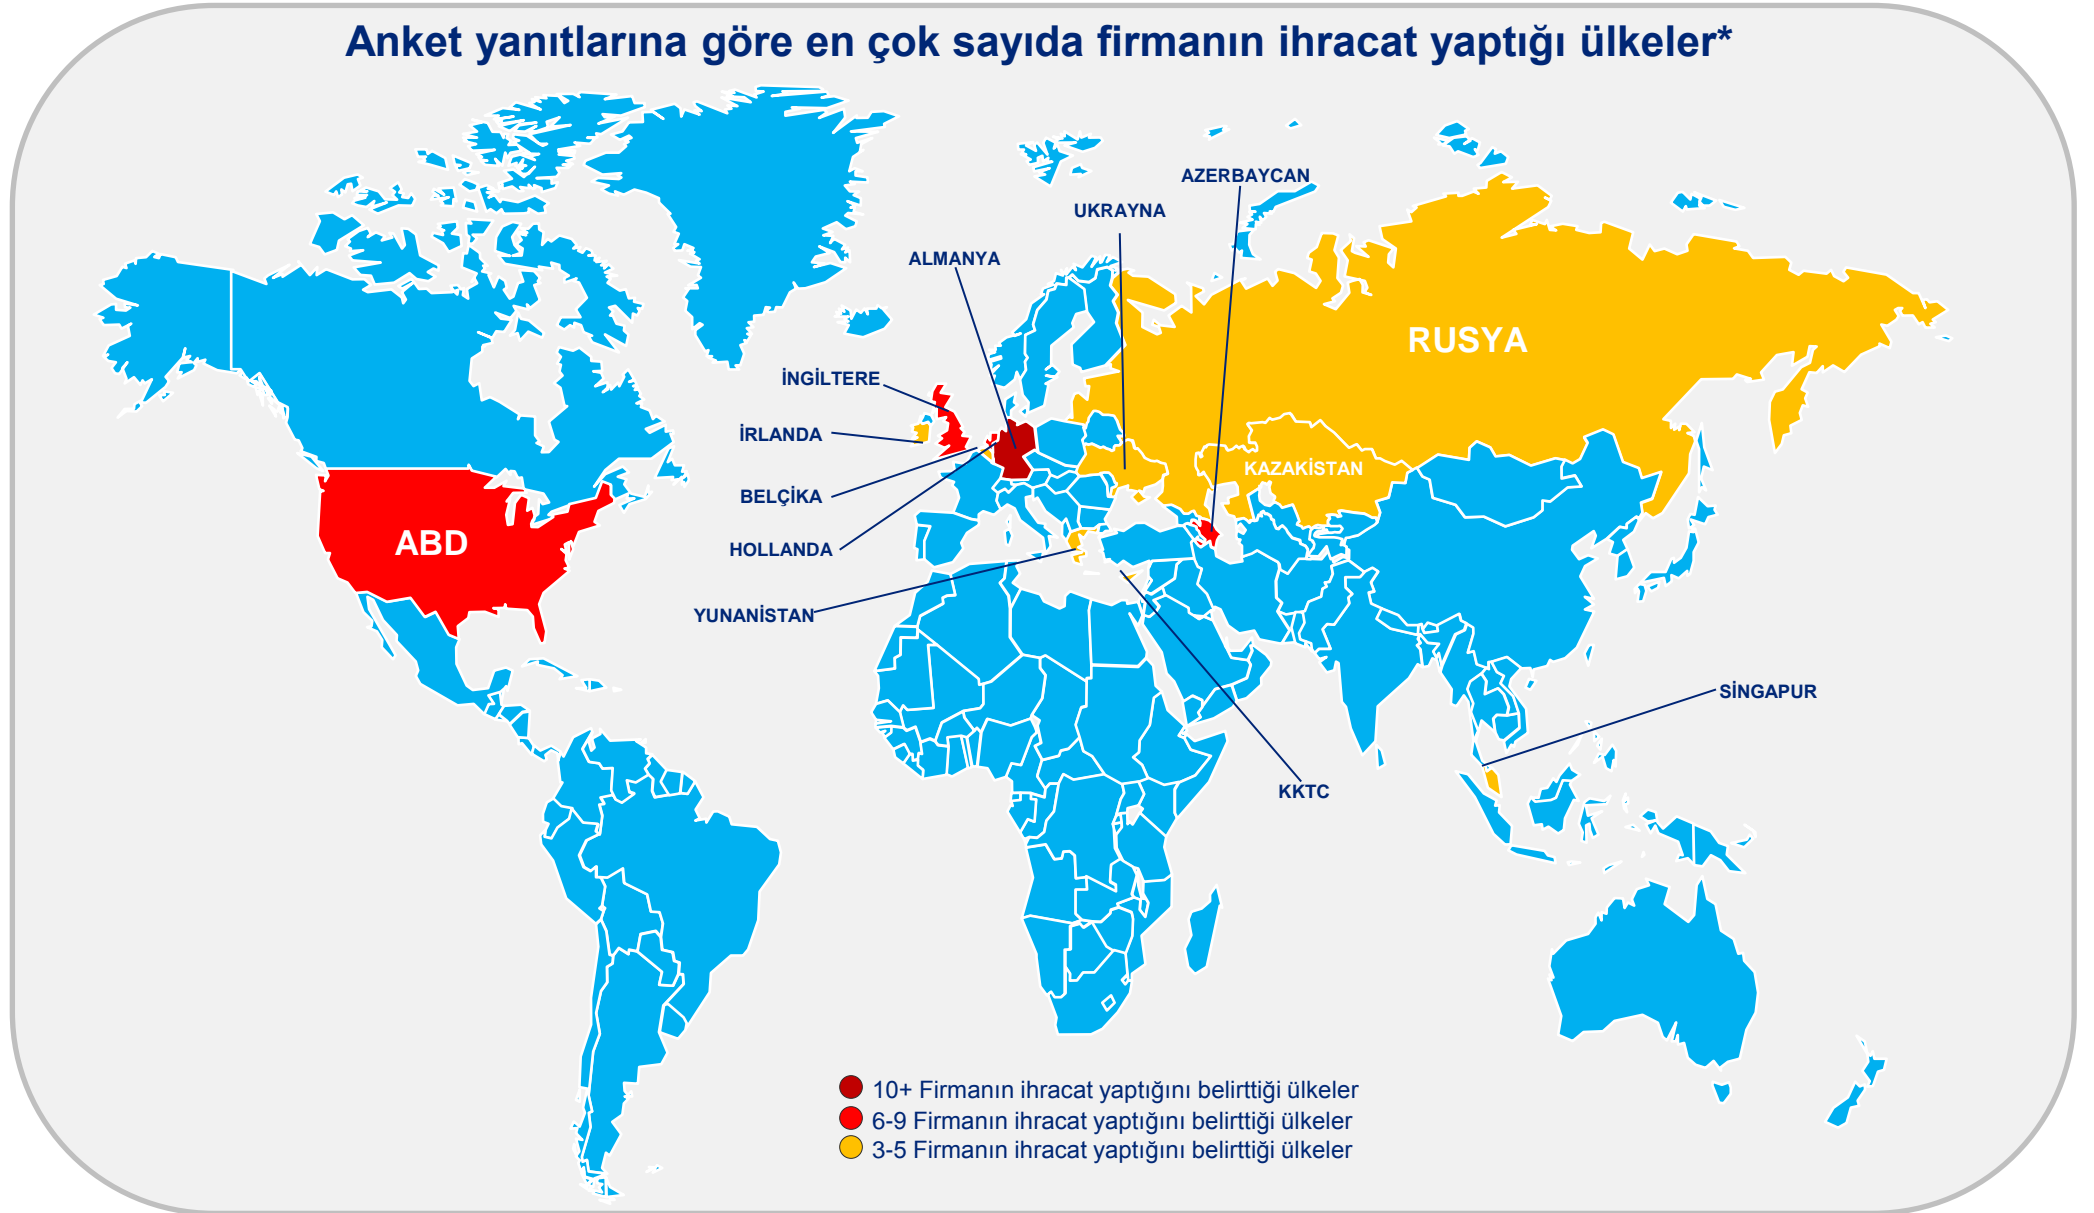 Anket yanıtlarına göre en çok sayıda firmanın ihracat yaptığı ülkeler*
AZERBAYCAN
UKRAYNA
ALMANYA
RUSYA
İNGİLTERE
İRLANDA
KAZAKİSTAN
BELÇİKA
ABD
HOLLANDA
YUNANİSTAN
SİNGAPUR
KKTC
10+ Firmanın ihracat yaptığını belirttiği ülkeler
6-9 Firmanın ihracat yaptığını belirttiği ülkeler
3-5 Firmanın ihracat yaptığını belirttiği ülkeler